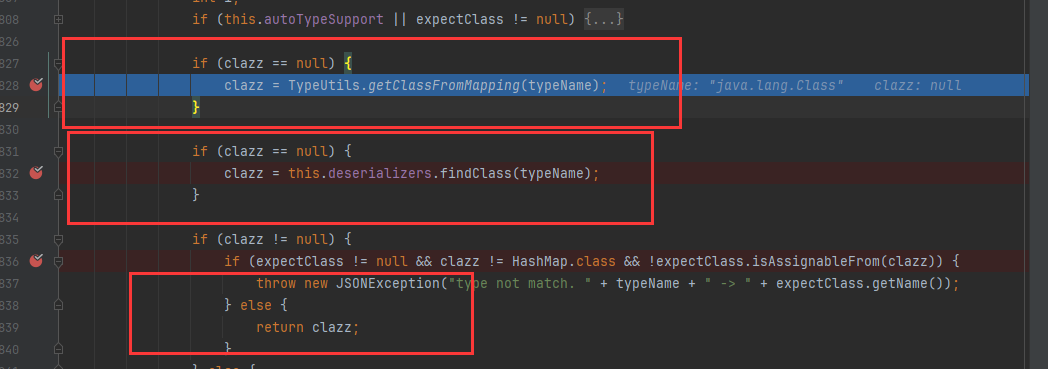 808 if (this.autoTypeSupport || expectClass != null) {...}
826
827 if (clazz == null) {
828 clazz = TypeUtils.getClassFromMapping(typeName); typeName: "java.lang.Class" clazz: null
829 }
830
831 if (clazz == null) {
832 clazz = this.deserializers.findClass(typeName);
833 }
834
835 if (clazz != null) {
836 if (expectClass != null && clazz != HashMap.class && !expectClass.isAssignableFrom(clazz)) {
837 throw new JSONException("type not match. " + typeName + " -> " + expectClass.getName());
838 } else {
839 return clazz;
840 }
} else {